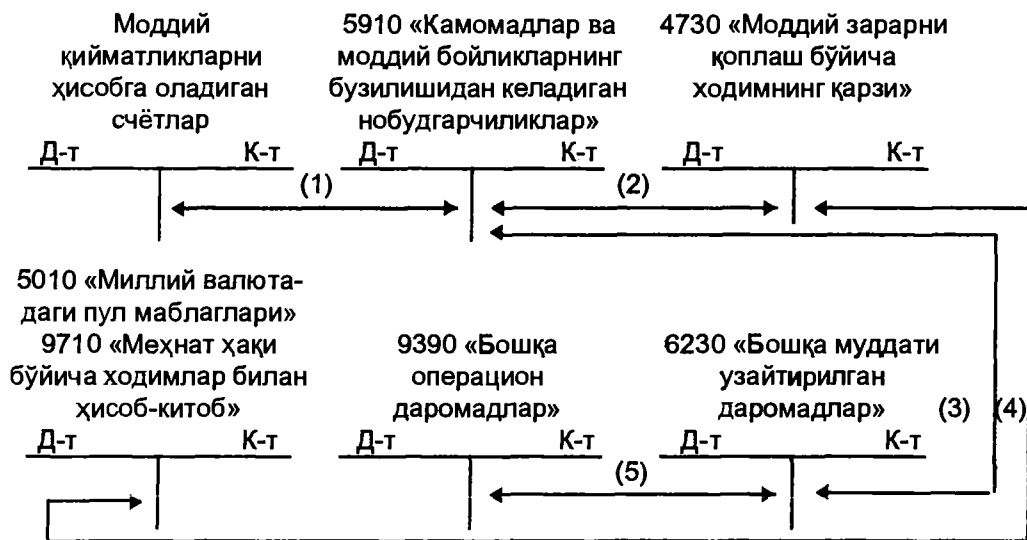 Моддий
қийматликларни
ҳисобга оладиган
счётлар
Д-т К-т
5910 «Камомадлар ва
моддий бойликларнинг
бузилишидан келадиган
нобудгарчиликлар»
Д-т К-т
4730 «Моддий зарарни
қоплаш бўйича
ходимнинг қарзи»
Д-т К-т
(1)
(2)
5010 «Миллий валюта-
даги пул маблаглари»
9710 «Меҳнат ҳақи
бўйича ходимлар билан
ҳисоб-китоб»
Д-т К-т
9390 «Бошқа
операцион
даромадлар»
Д-т К-т
6230 «Бошқа муддати
узайтирилган
даромадлар»
Д-т К-т
(3) (4)
(5)